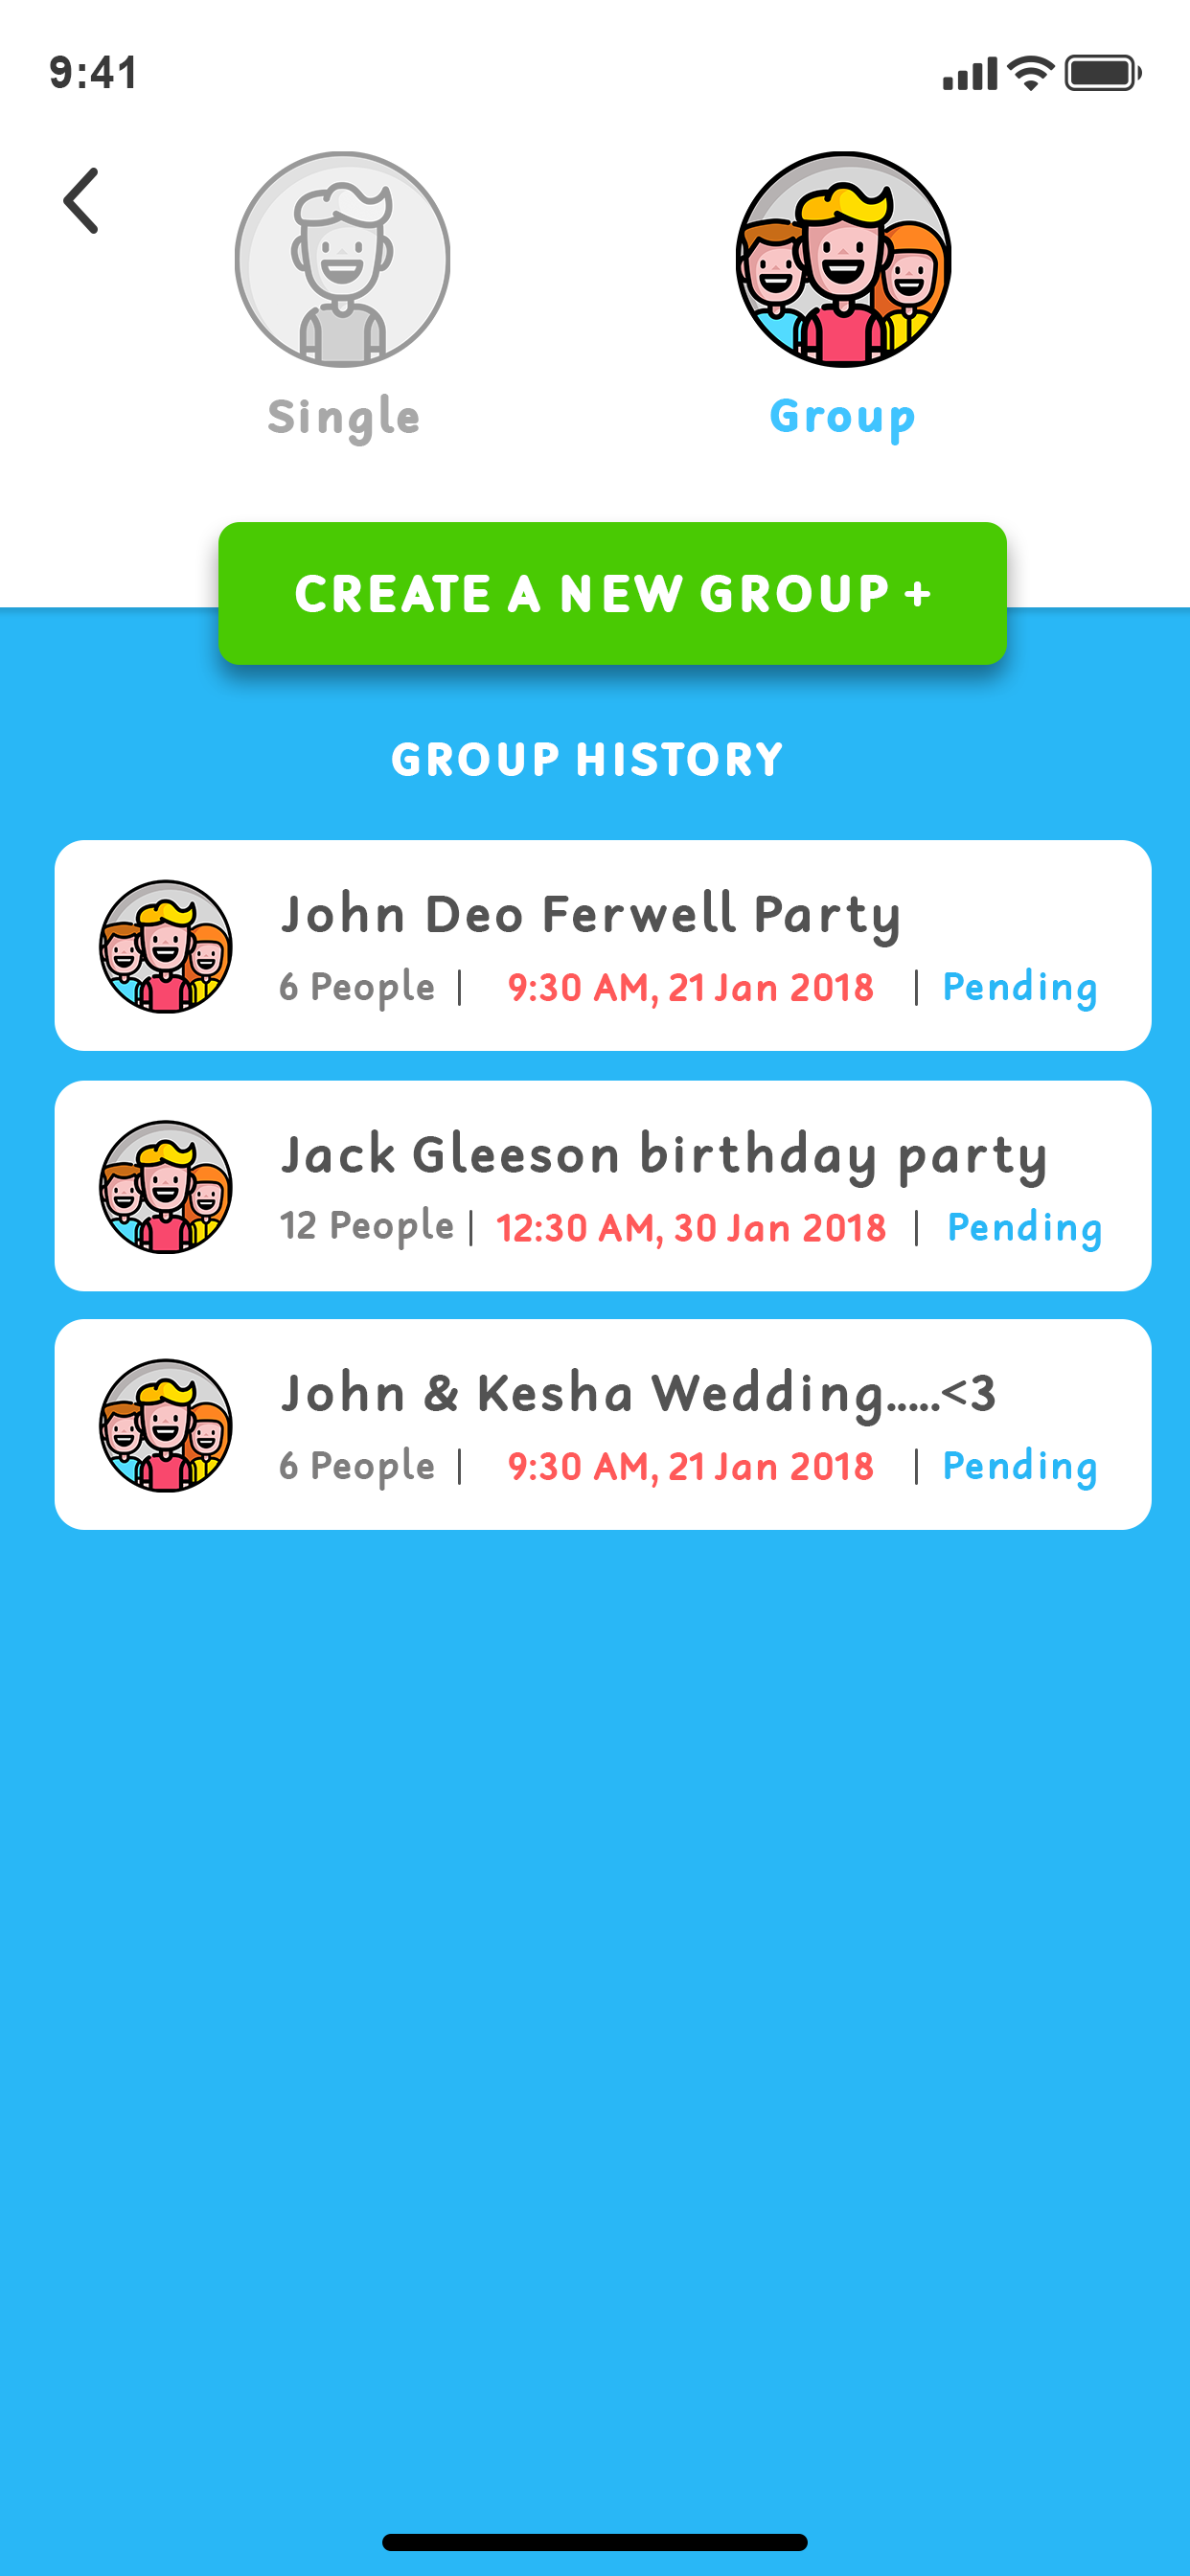 9:41
Single
Group
CREATE A NEW GROUP +
GROUP HISTORY
John Deo Ferwell Party
6 People | 9:30 AM, 21 Jan 2018 | Pending
Jack Gleeson birthday party
12 People | 12:30 AM, 30 Jan 2018 | Pending
John & Kesha Wedding.....<3
6 People | 9:30 AM, 21 Jan 2018 | Pending